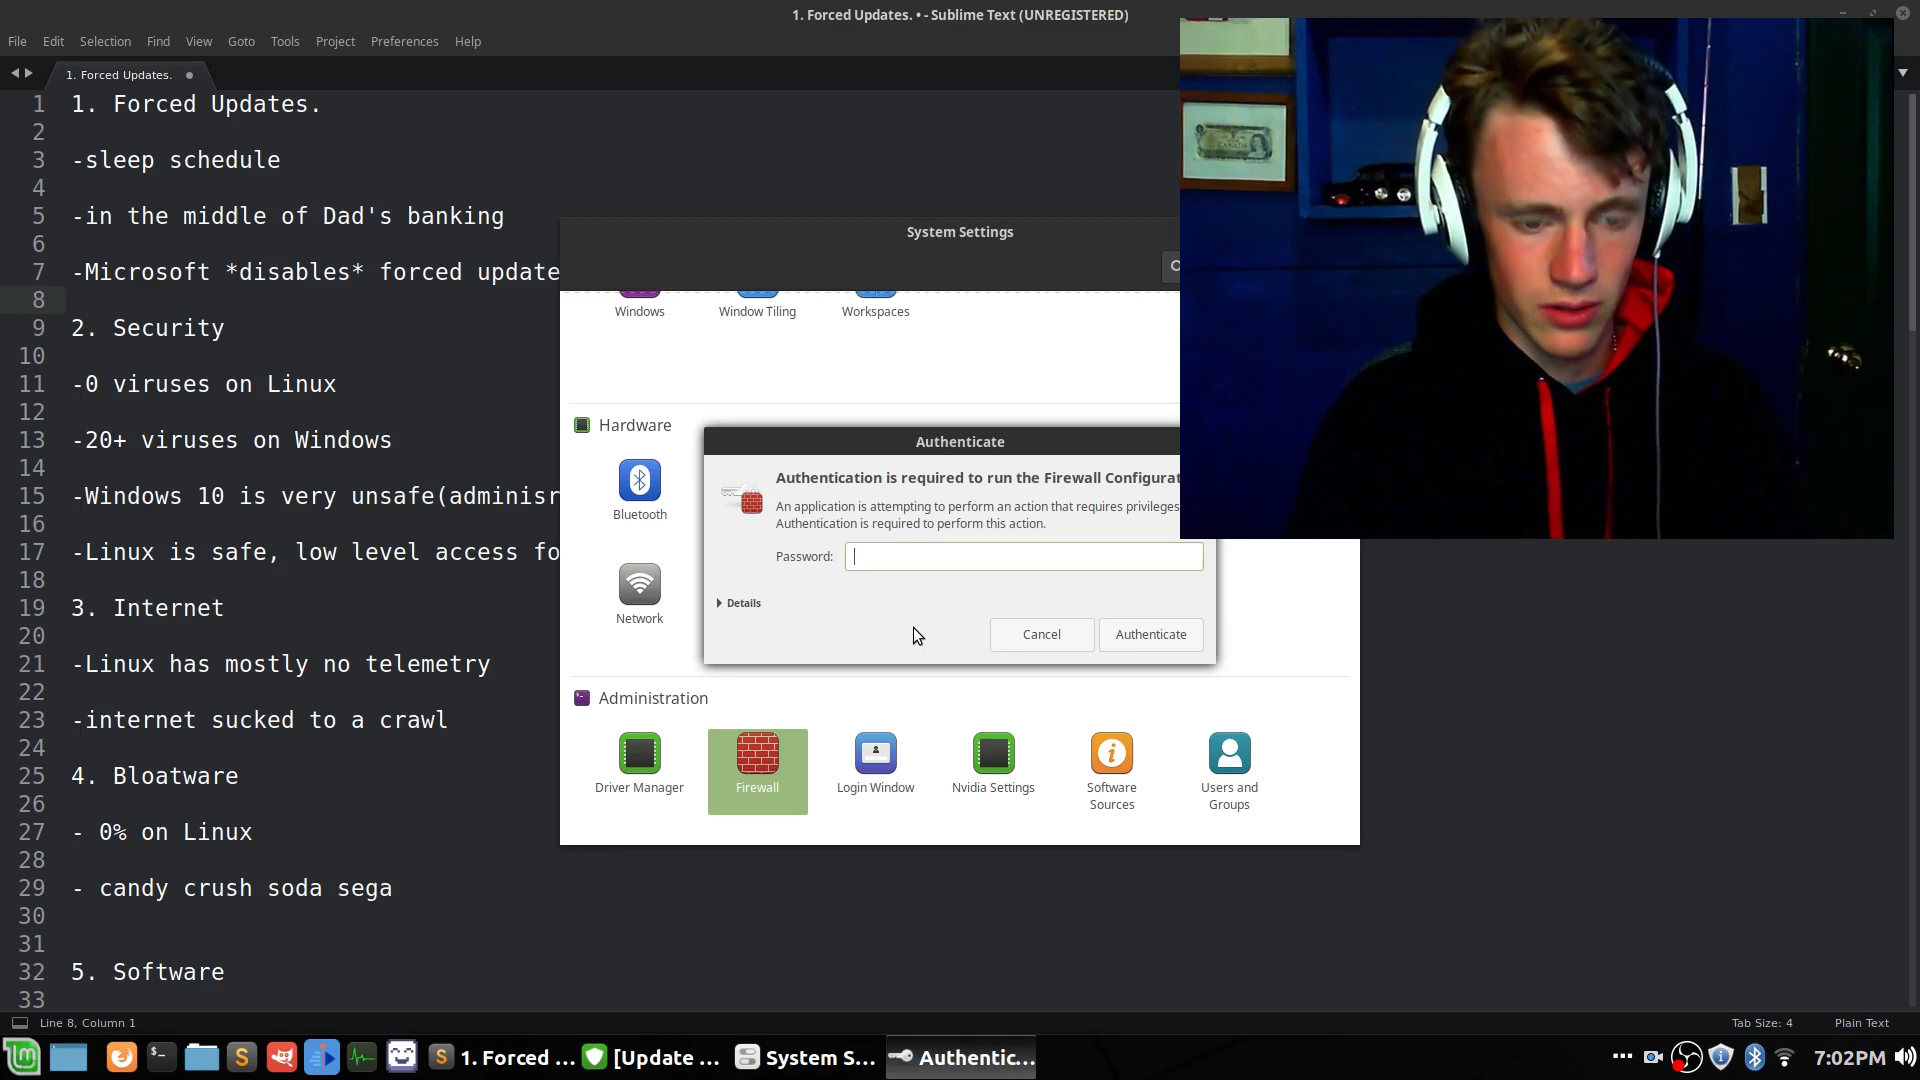 1. Forced Updates. • - Sublime Text (UNREGISTERED)
File Edit Selection Find View Goto Tools Project Preferences Help
1. Forced Updates.
1 1. Forced Updates.
2
3 -sleep schedule
4
5 -in the middle of Dad's banking
6
7 -Microsoft *disables* forced update
8
9 2. Security
10
11 -0 viruses on Linux
12
13 -20+ viruses on Windows
14
15 -Windows 10 is very unsafe(adminisr
16
17 -Linux is safe, low level access fo
18
19 3. Internet
20
21 -Linux has mostly no telemetry
22
23 -internet sucked to a crawl
24
25 4. Bloatware
26
27 - 0% on Linux
28
29 - candy crush soda sega
30
31
32 5. Software
33
System Settings
Windows Window Tiling Workspaces
Hardware
Bluetooth
Network
Authenticate
Authentication is required to run the Firewall Configurat
An application is attempting to perform an action that requires privileges
Authentication is required to perform this action.
Password:
Details
Cancel Authenticate
Administration
Driver Manager Firewall Login Window Nvidia Settings Software Sources Users and Groups
CANADA
Line 8, Column 1 Tab Size: 4 Plain Text
1. Forced ... [Update ... System S... Authentic... 7:02PM